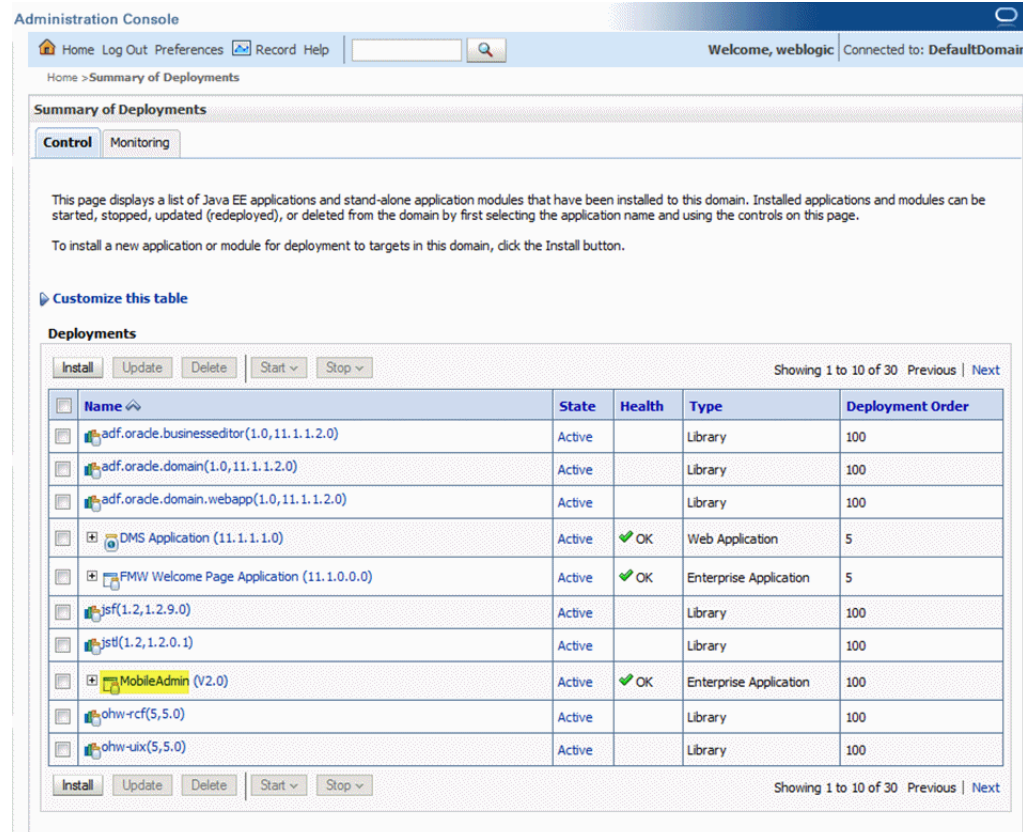 Administration Console
Home Log Out Preferences Record Help
Welcome, weblogic Connected to: DefaultDomain
Home >Summary of Deployments
Summary of Deployments
Control Monitoring
This page displays a list of Java EE applications and stand-alone application modules that have been installed to this domain. Installed applications and modules can be
started, stopped, updated (redeployed), or deleted from the domain by first selecting the application name and using the controls on this page.
To install a new application or module for deployment to targets in this domain, click the Install button.
Customize this table
Deployments
Install Update Delete Start Stop Showing 1 to 10 of 30 Previous | Next
Name State Health Type Deployment Order
adf.oracle.businesseditor(1.0,11.1.1.2.0) Active Library 100
adf.oracle.domain(1.0,11.1.1.2.0) Active Library 100
adf.oracle.domain.webapp(1.0,11.1.1.2.0) Active Library 100
DMS Application (11.1.1.1.0) Active OK Web Application 5
FMW Welcome Page Application (11.1.0.0.0) Active OK Enterprise Application 5
jsf(1.2,1.2.9.0) Active Library 100
jstl(1.2,1.2.0.1) Active Library 100
MobileAdmin (V2.0) Active OK Enterprise Application 100
ohw-rcf(5,5.0) Active Library 100
ohw-uix(5,5.0) Active Library 100
Install Update Delete Start Stop Showing 1 to 10 of 30 Previous | Next